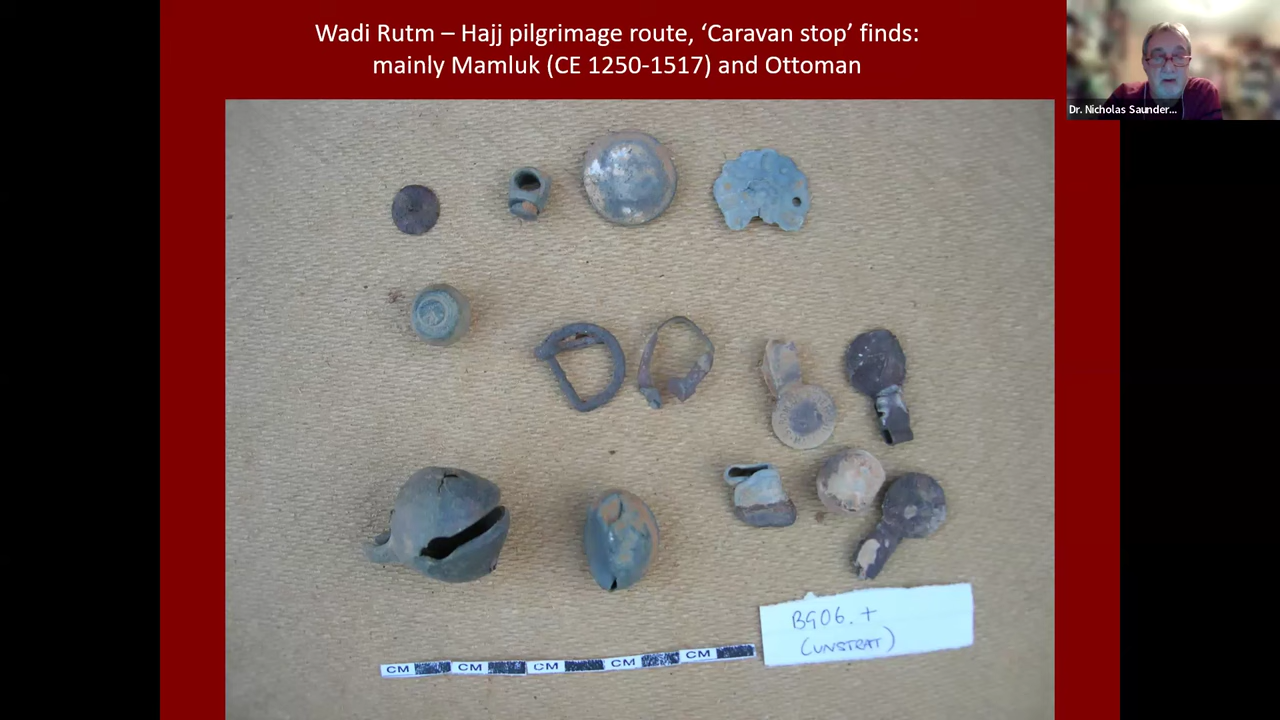 Wadi Rutm – Hajj pilgrimage route, ‘Caravan stop’ finds:
mainly Mamluk (CE 1250-1517) and Ottoman
Dr. Nicholas Saunder...
BG06. +
(UNSTRAT)
CM CM CM CM CM